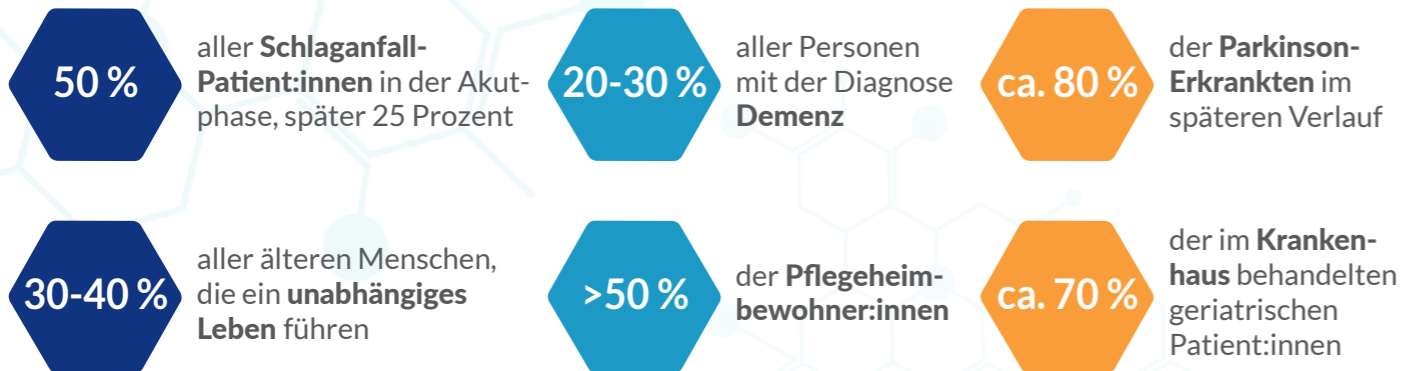 50 %
aller Schlaganfall-
Patient:innen in der Akut-
phase, später 25 Prozent
20-30 %
aller Personen
mit der Diagnose
Demenz
ca. 80 %
der Parkinson-
Erkrankten im
späteren Verlauf
30-40 %
aller älteren Menschen,
die ein unabhängiges
Leben führen
>50 %
der Pflegeheim-
bewohner:innen
ca. 70 %
der im Kranken-
haus behandelten
geriatrischen
Patient:innen